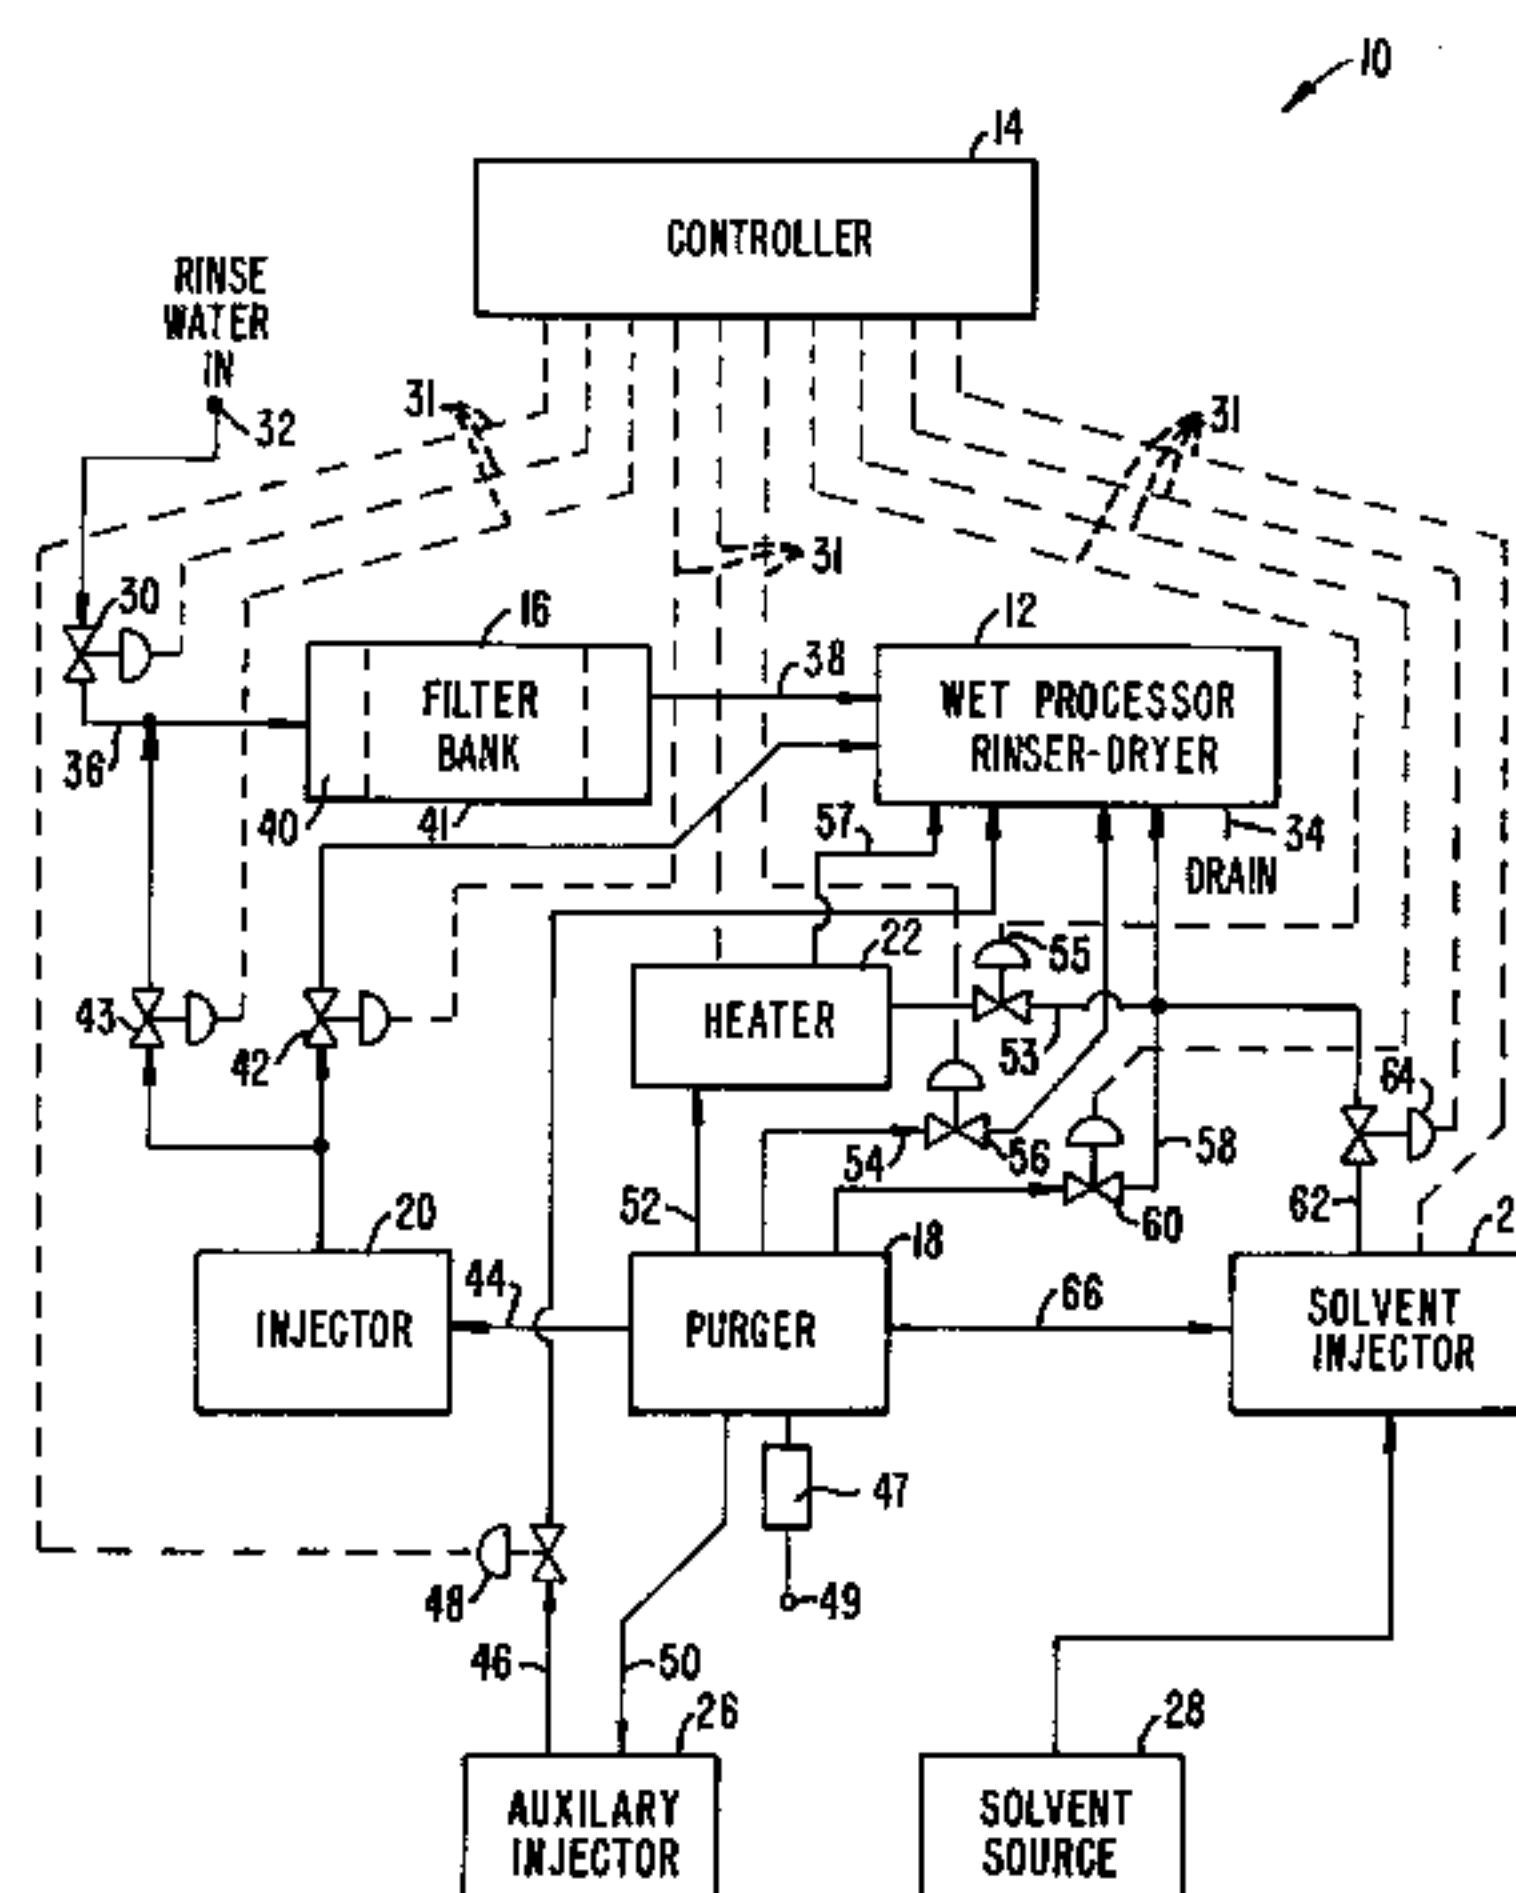 10
14
CONTROLLER
RINSE
WATER
IN
32
31
31
31
30
16
12
38
FILTER
BANK
WET PROCESSOR
RINSER-DRYER
36
40
41
57
34
DRAIN
22
55
HEATER
43
42
53
64
54
56
58
52
60
62
20
18
2
44
66
INJECTOR
PURGER
SOLVENT
INJECTOR
47
48
49
46
50
26
28
AUXILARY
INJECTOR
SOLVENT
SOURCE